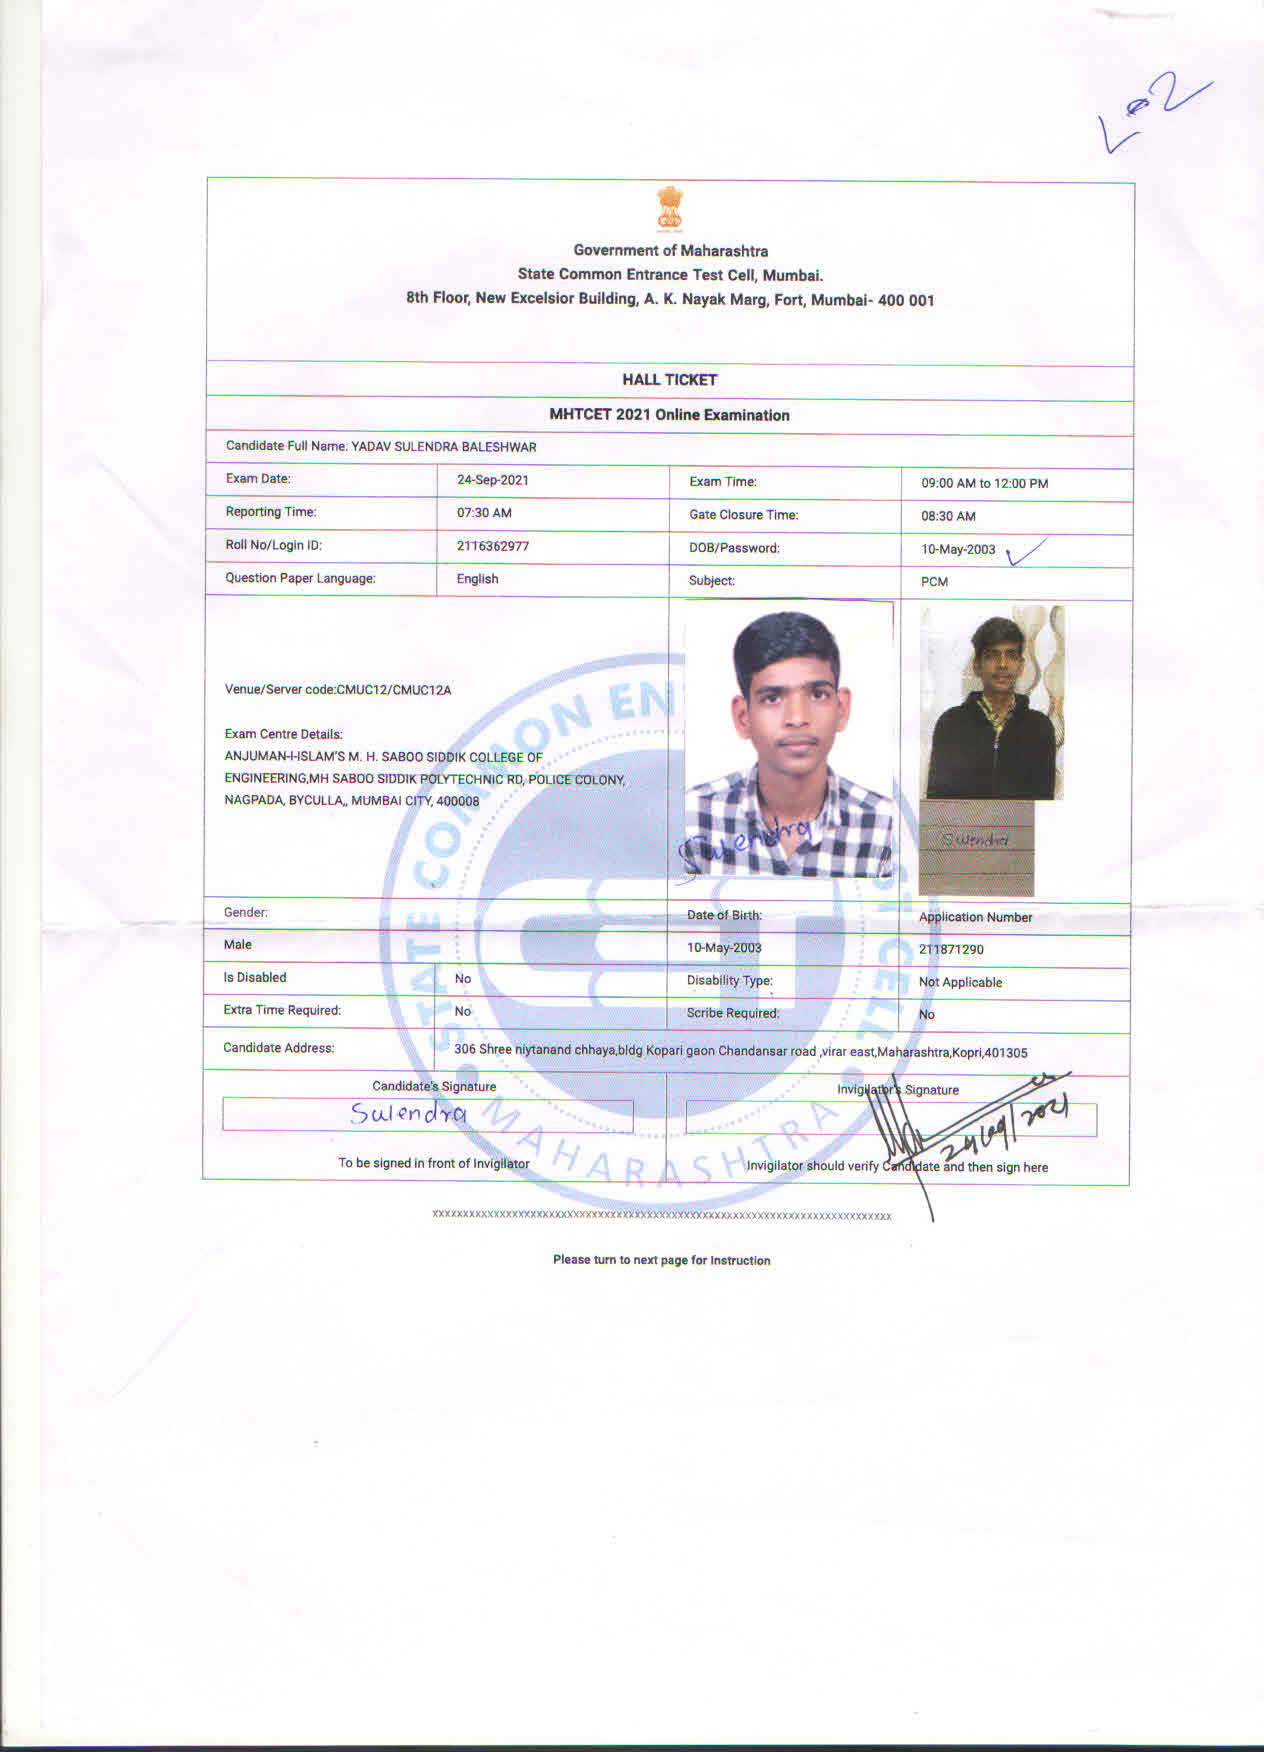 L-2
Government of Maharashtra
State Common Entrance Test Cell, Mumbai.
8th Floor, New Excelsior Building, A. K. Nayak Marg, Fort, Mumbai- 400 001
HALL TICKET
MHTCET 2021 Online Examination
Candidate Full Name: YADAV SULENDRA BALESHWAR
Exam Date: 24-Sep-2021 Exam Time: 09:00 AM to 12:00 PM
Reporting Time: 07:30 AM Gate Closure Time: 08:30 AM
Roll No/Login ID: 2116362977 DOB/Password: 10-May-2003
Question Paper Language: English Subject: PCM
Venue/Server code:CMUC12/CMUC12A
Exam Centre Details:
ANJUMAN-I-ISLAM'S M. H. SABOO SIDDIK COLLEGE OF
ENGINEERING,MH SABOO SIDDIK POLYTECHNIC RD, POLICE COLONY,
NAGPADA, BYCULLA,, MUMBAI CITY, 400008
Sulendra
Sulendra
STATE COMMON EN ST CELL
MAHARASHTRA
Gender: Date of Birth: Application Number
Male 10-May-2003 211871290
Is Disabled No Disability Type: Not Applicable
Extra Time Required: No Scribe Required: No
Candidate Address: 306 Shree niytanand chhaya,bldg Kopari gaon Chandansar road ,virar east,Maharashtra,Kopri,401305
Candidate's Signature Invigilator's Signature
Sulendra
24/09/2021
To be signed in front of Invigilator Invigilator should verify Candidate and then sign here
xxxxxxxxxxxxxxxxxxxxxxxxxxxxxxxxxxxxxxxxxxxxxxxxxxxxxxxxxxxxxxxxxxxxxxxxxxx
Please turn to next page for Instruction